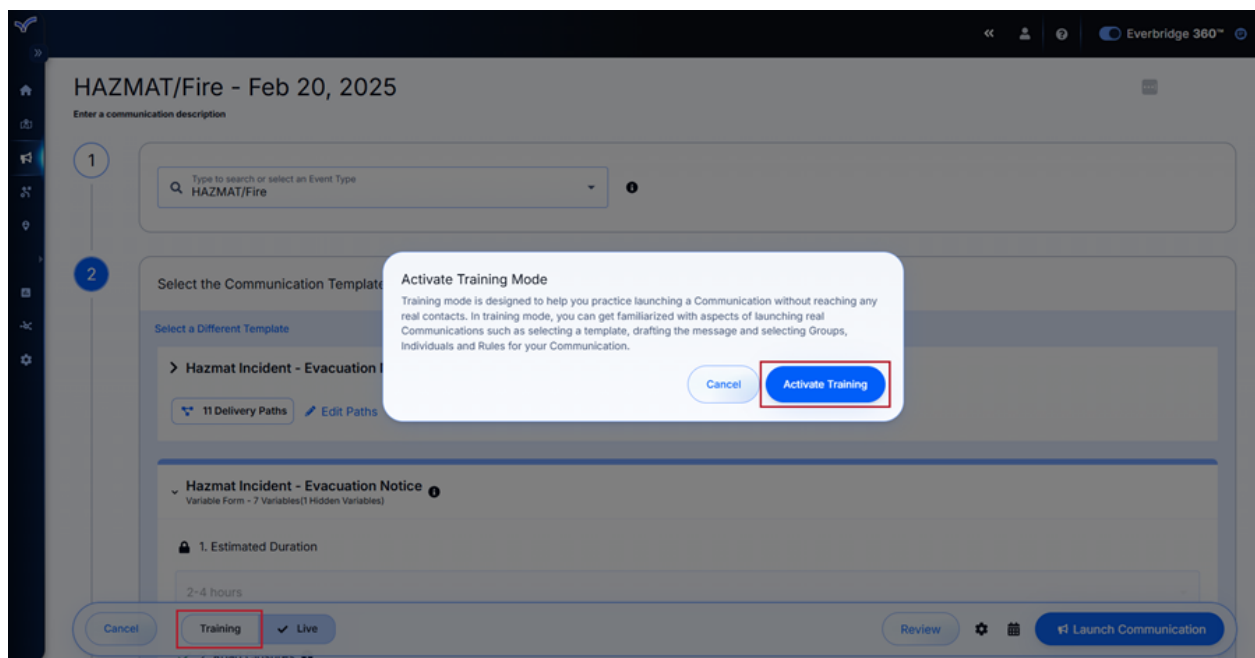 Everbridge 360™
HAZMAT/Fire - Feb 20, 2025
Enter a communication description
1
Type to search or select an Event Type
HAZMAT/Fire
2
Select the Communication Template
Activate Training Mode
Training mode is designed to help you practice launching a Communication without reaching any
real contacts. In training mode, you can get familiarized with aspects of launching real
Communications such as selecting a template, drafting the message and selecting Groups,
Individuals and Rules for your Communication.
Cancel
Activate Training
Select a Different Template
Hazmat Incident - Evacuation
11 Delivery Paths
Edit Paths
Hazmat Incident - Evacuation Notice
Variable Form - 7 Variables(1 Hidden Variables)
1. Estimated Duration
2-4 hours
Cancel
Training
Live
Review
Launch Communication